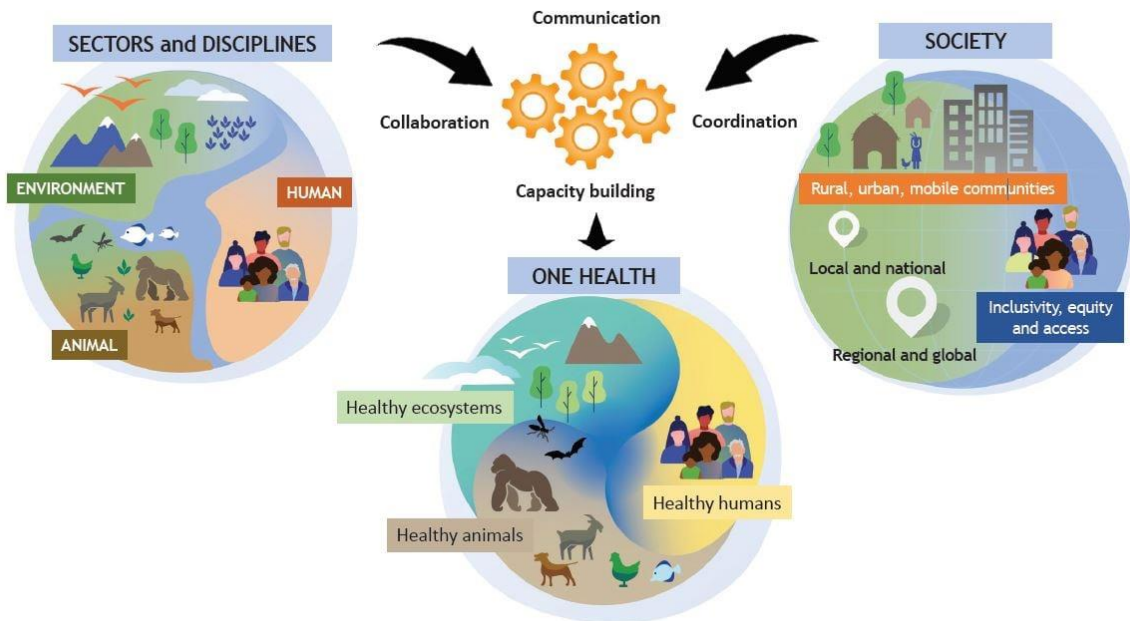 SECTORS and DISCIPLINES
ENVIRONMENT
HUMAN
ANIMAL
Communication
Collaboration
Coordination
Capacity building
SOCIETY
Rural, urban, mobile communities
Local and national
Regional and global
Inclusivity, equity
and access
ONE HEALTH
Healthy ecosystems
Healthy humans
Healthy animals